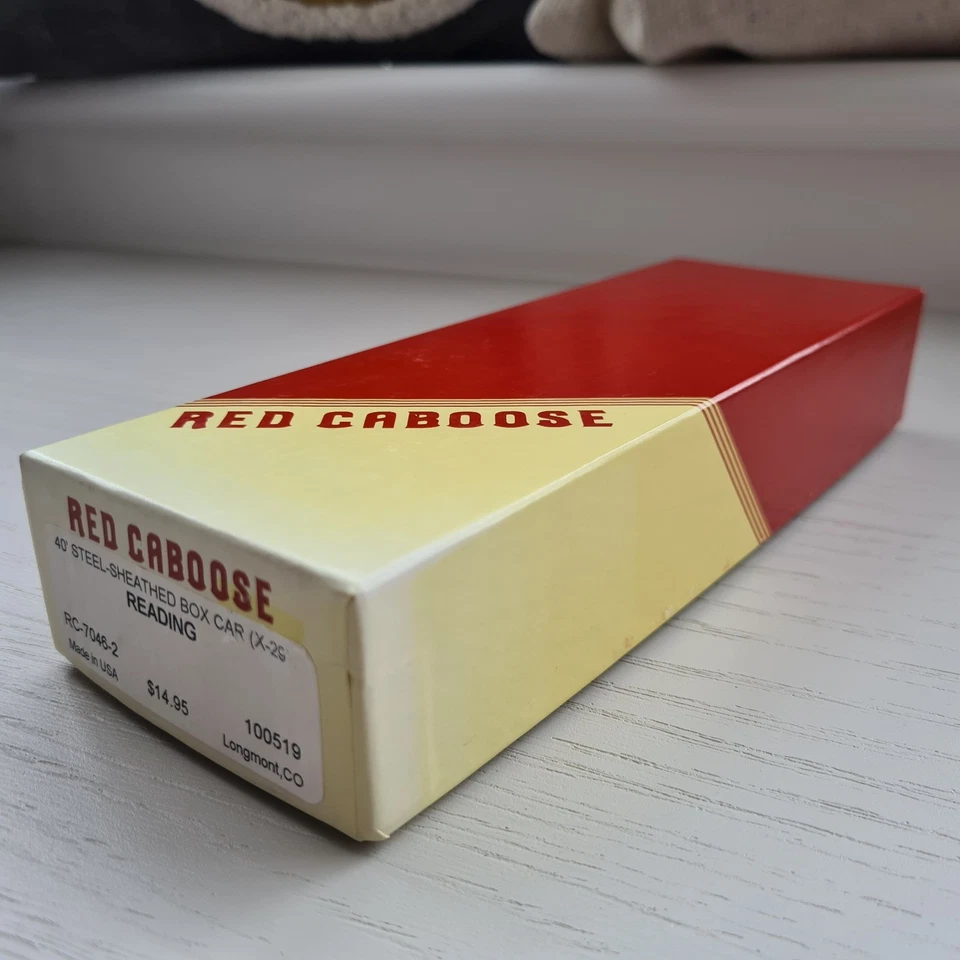 RED CABOOSE
RED CABOOSE
40' STEEL-SHEATHED BOX CAR (X-29
READING
RC-7046-2
Made in USA
$14.95
100519
Longmont,CO